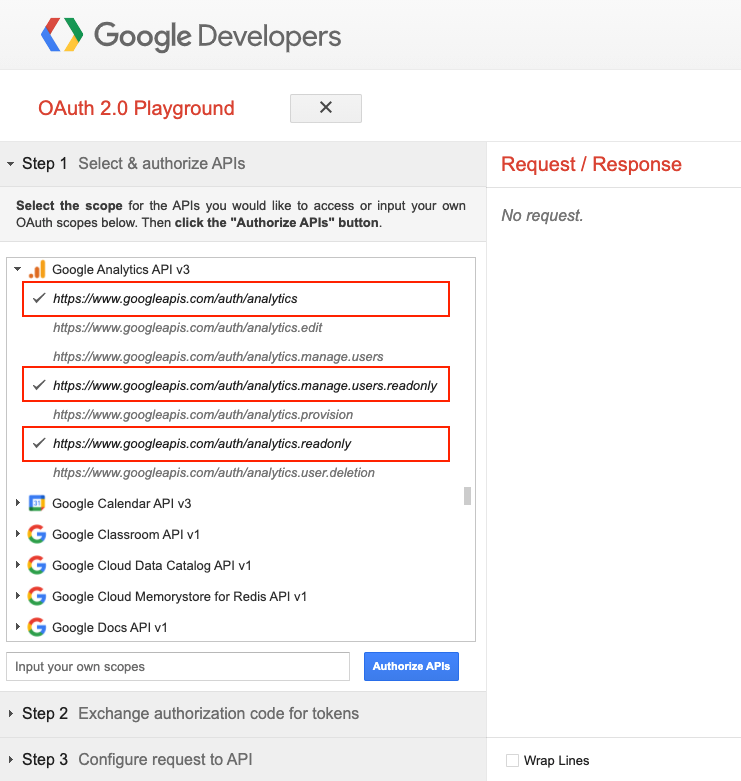 Google Developers
OAuth 2.0 Playground
Step 1 Select & authorize APIs
Select the scope for the APIs you would like to access or input your own
OAuth scopes below. Then click the "Authorize APIs" button.
Google Analytics API v3
https://www.googleapis.com/auth/analytics
https://www.googleapis.com/auth/analytics.edit
https://www.googleapis.com/auth/analytics.manage.users
https://www.googleapis.com/auth/analytics.manage.users.readonly
https://www.googleapis.com/auth/analytics.provision
https://www.googleapis.com/auth/analytics.readonly
https://www.googleapis.com/auth/analytics.user.deletion
Google Calendar API v3
Google Classroom API v1
Google Cloud Data Catalog API v1
Google Cloud Memorystore for Redis API v1
Google Docs API v1
Input your own scopes
Authorize APIs
Step 2 Exchange authorization code for tokens
Step 3 Configure request to API
Request / Response
No request.
Wrap Lines